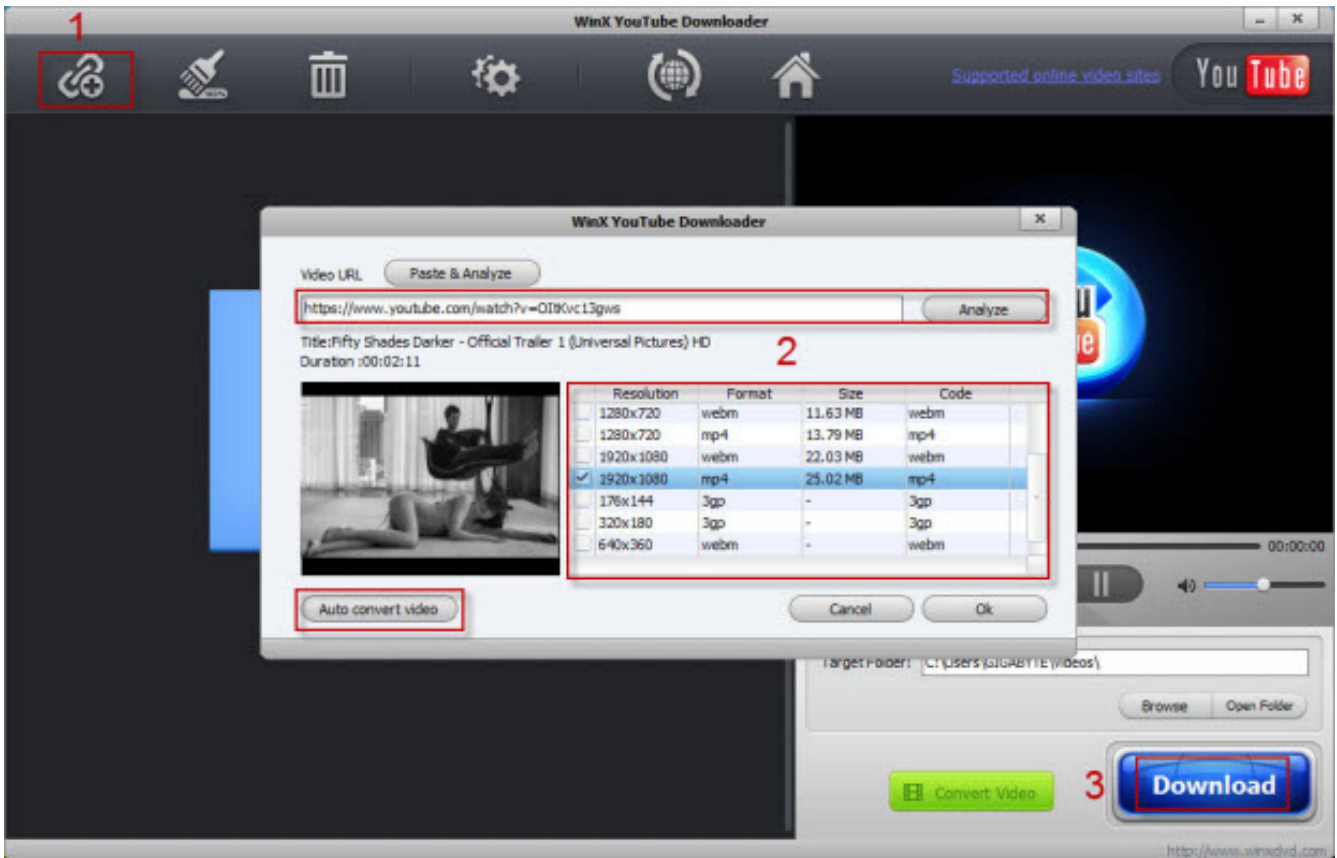 1
WinX YouTube Downloader
Supported online video sites
You Tube
WinX YouTube Downloader
Video URL Paste & Analyze
https://www.youtube.com/watch?v=OItKvc13gws Analyze
Title:Fifty Shades Darker - Official Trailer 1 (Universal Pictures) HD
2
Duration :00:02:11
Resolution Format Size Code
1280x720 webm 11.63 MB webm
1280x720 mp4 13.79 MB mp4
1920x1080 webm 22.03 MB webm
1920x1080 mp4 25.02 MB mp4
176x144 3gp - 3gp
320x180 3gp - 3gp
640x360 webm - webm
00:00:00
Auto convert video Cancel Ok
Target Folder: C:\Users\GIGABYTE\Videos\
Browse Open Folder
Convert Video 3 Download
http://www.winxdvd.com